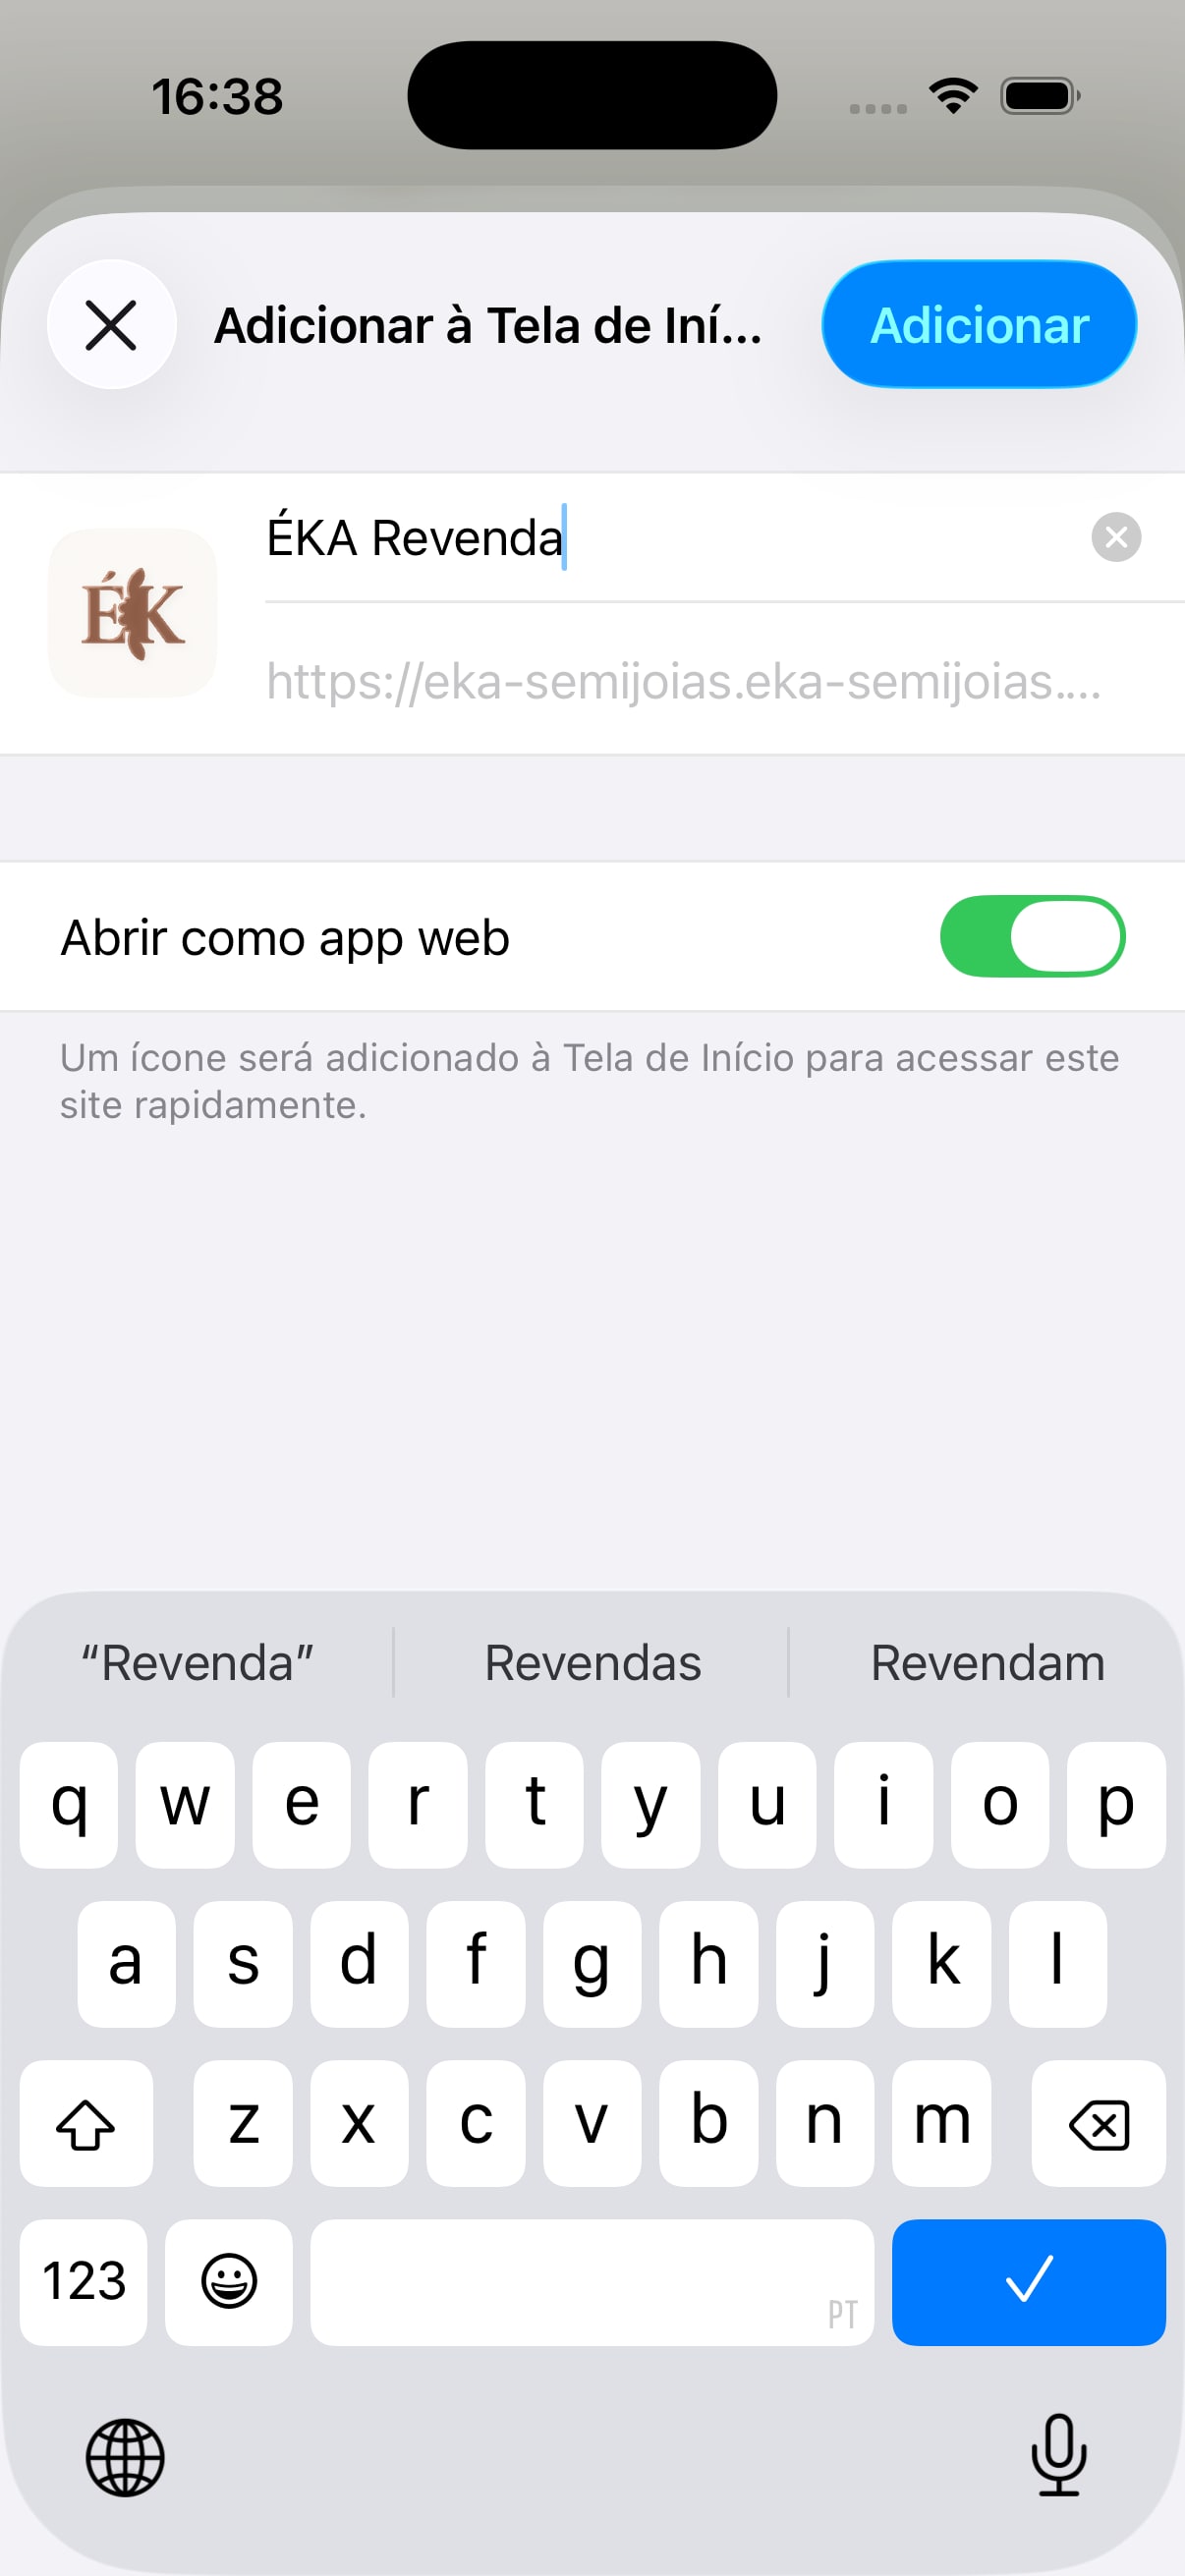 16:38
Adicionar à Tela de Iní...
Adicionar
ÉKA Revenda
ÉK
https://eka-semijoias.eka-semijoias....
Abrir como app web
Um ícone será adicionado à Tela de Início para acessar este
site rapidamente.
“Revenda” Revendas Revendam
q w e r t y u i o p
a s d f g h j k l
z x c v b n m
123
PT